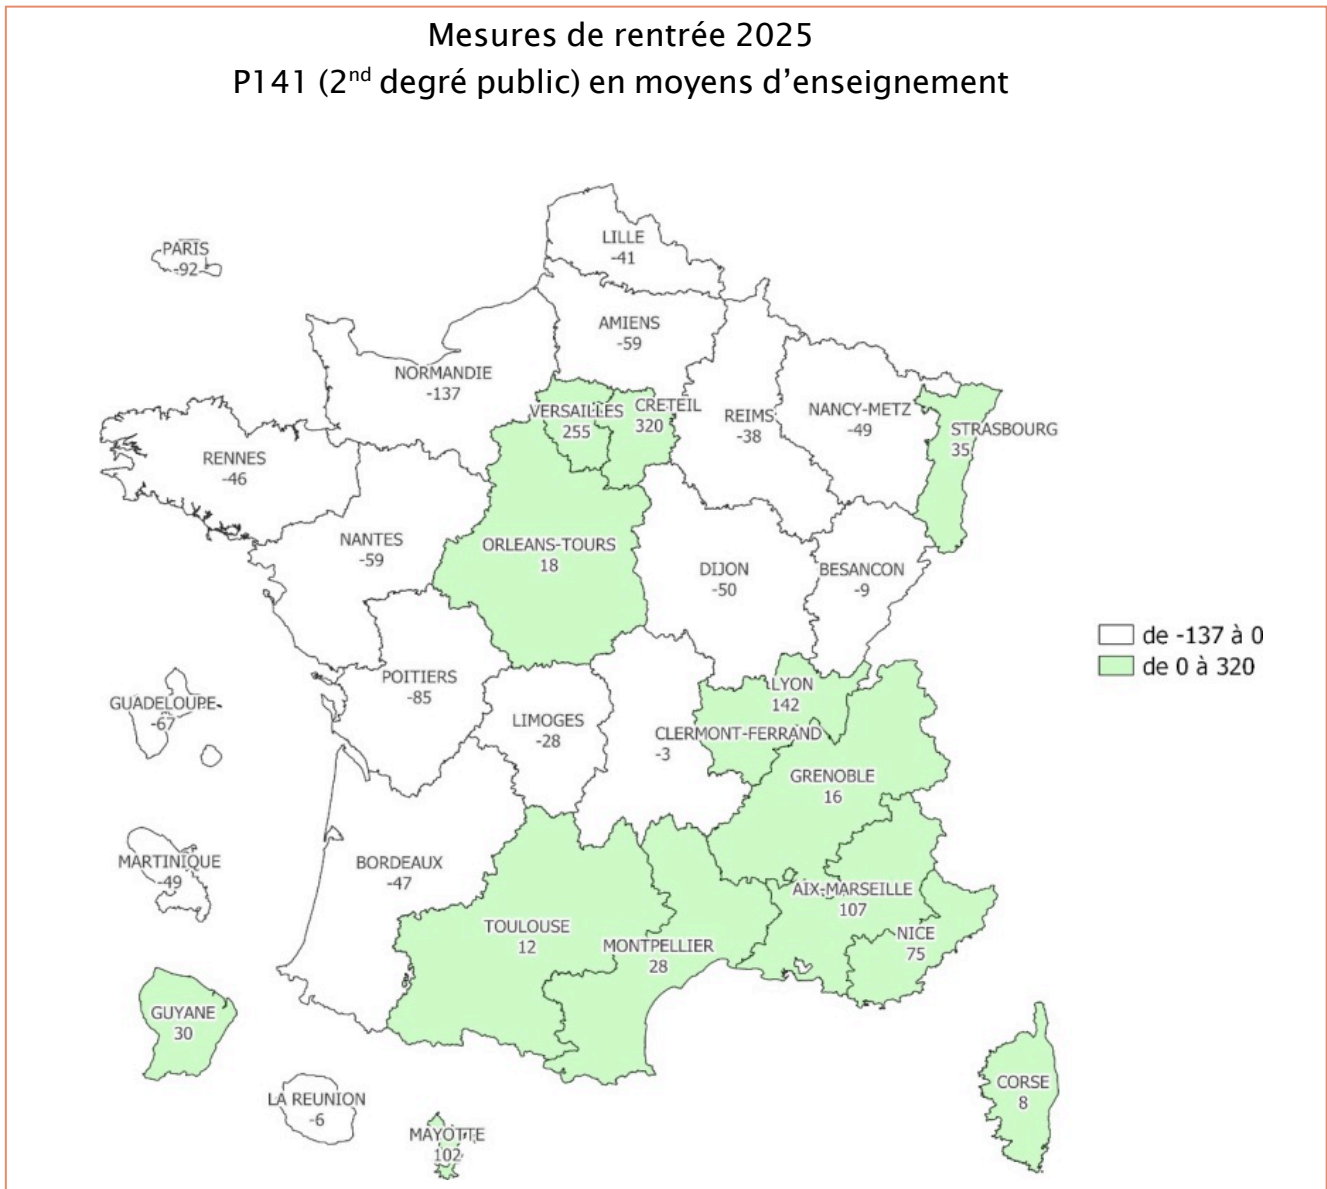 Mesures de rentrée 2025
P141 (2nd degré public) en moyens d’enseignement
LILLE
-41
PARIS
-92
AMIENS
-59
NORMANDIE
-137
VERSAILLES
255
CRETEIL
320
REIMS
-38
NANCY-METZ
-49
STRASBOURG
35
RENNES
-46
NANTES
-59
ORLEANS-TOURS
18
DIJON
-50
BESANCON
-9
de -137 à 0
de 0 à 320
POITIERS
-85
LYON
142
GUADELOUPE
-67
LIMOGES
-28
CLERMONT-FERRAND
-3
GRENOBLE
16
MARTINIQUE
-49
BORDEAUX
-47
AIX-MARSEILLE
107
TOULOUSE
12
MONTPELLIER
28
NICE
75
GUYANE
30
LA REUNION
-6
CORSE
8
MAYOTTE
102